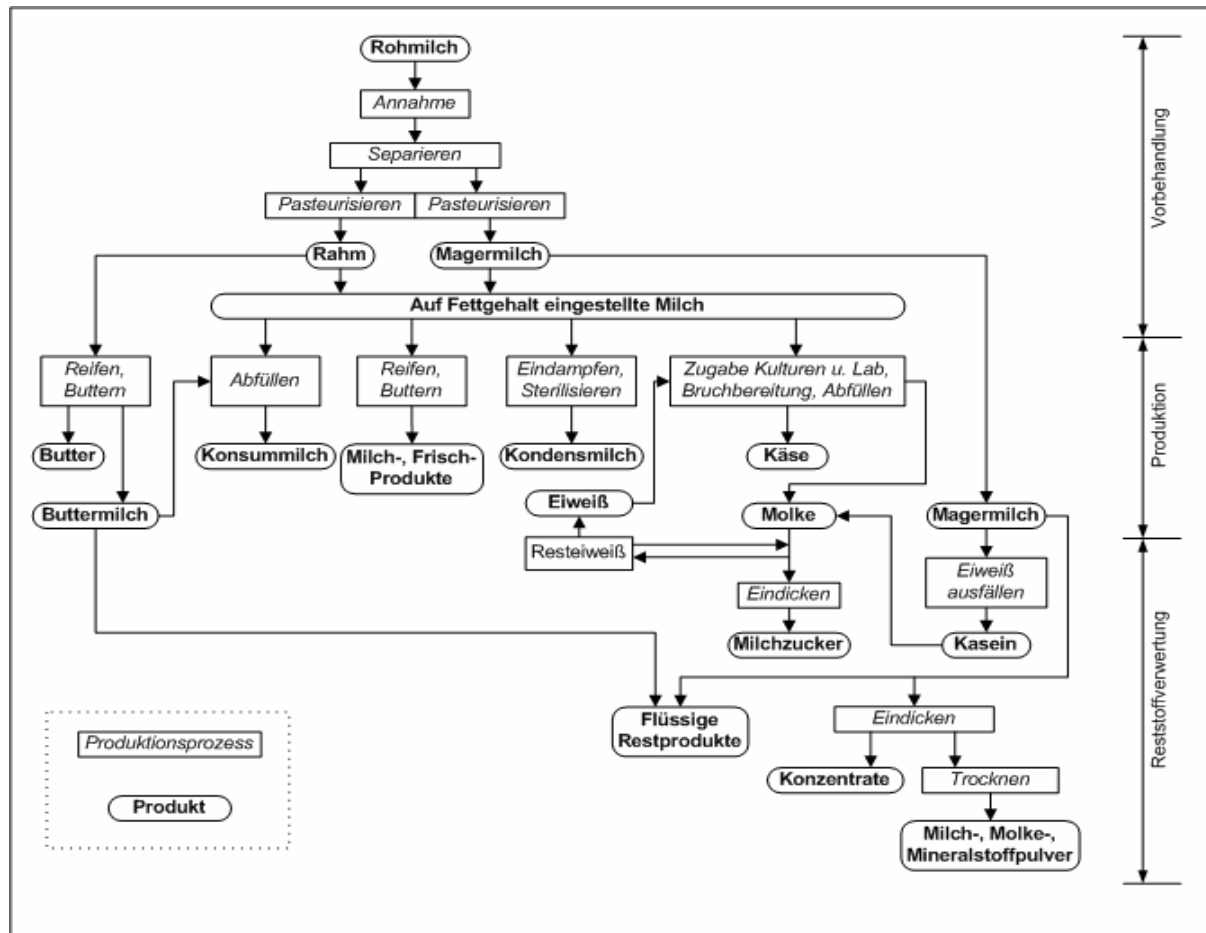 Rohmilch
Annahme
Separieren
Pasteurisieren
Pasteurisieren
Rahm
Magermilch
Auf Fettgehalt eingestellte Milch
Reifen,
Buttern
Abfüllen
Reifen,
Buttern
Eindampfen,
Sterilisieren
Zugabe Kulturen u. Lab,
Bruchbereitung, Abfüllen
Butter
Konsummilch
Milch-, Frisch-
Produkte
Kondensmilch
Käse
Buttermilch
Eiweiß
Molke
Magermilch
Resteiweiß
Eindicken
Eiweiß
ausfällen
Milchzucker
Kasein
Flüssige
Restprodukte
Eindicken
Konzentrate
Trocknen
Milch-, Molke-,
Mineralstoffpulver
Produktionsprozess
Produkt
Vorbehandlung
Produktion
Reststoffverwertung